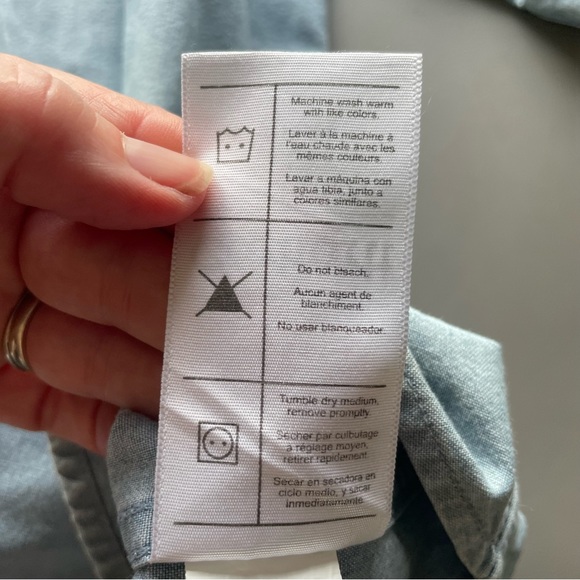 Machine wash warm
with like colors.
Laver à la machine à
l'eau chaude avec les
mêmes couleurs.
Lavar a máquina con
agua tibia, junto a
colores similares.
Do not bleach.
Aucun agent de
blanchiment.
No usar blanqueador
Tumble dry medium,
remove promptly.
Sécher par culbutage
à réglage moyen,
retirer rapidement.
Secar en secadora en
ciclo medio, y sacar
immediatamante.